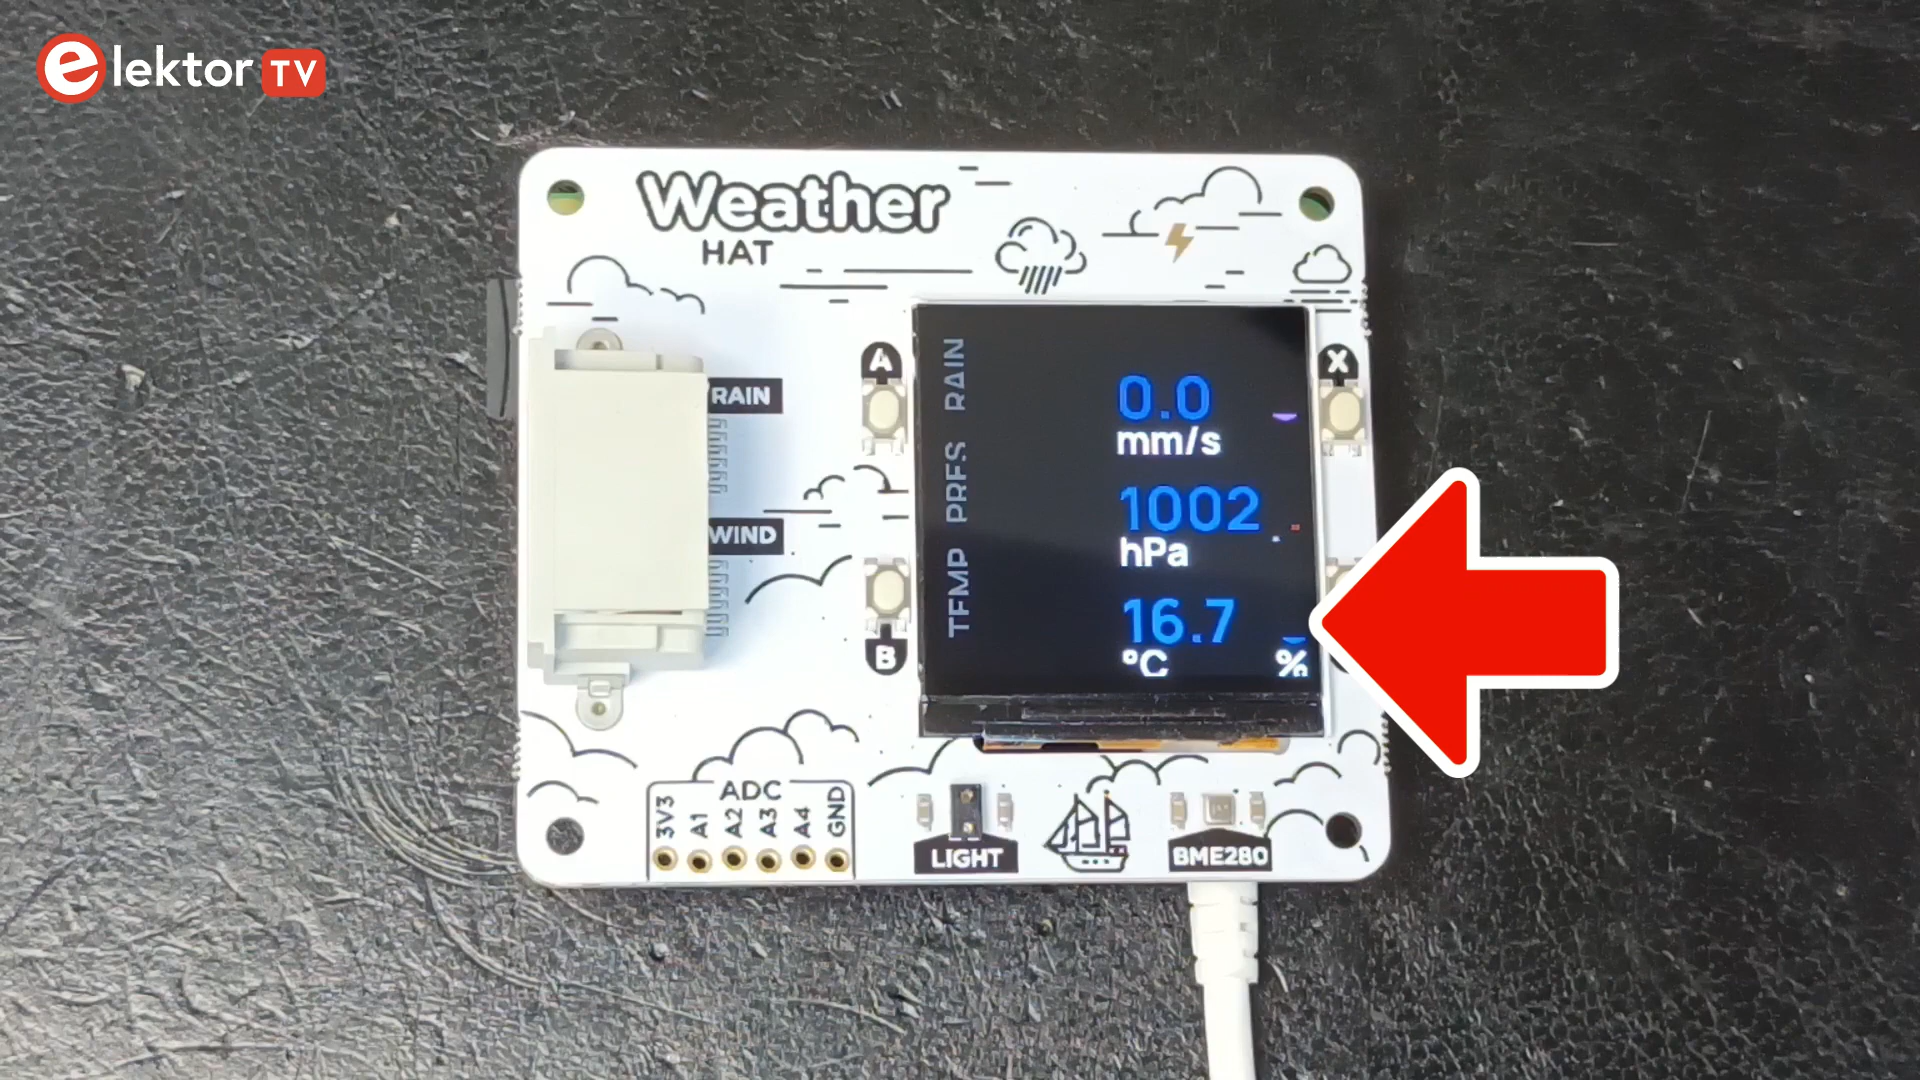 elektor TV
Weather
HAT
RAIN
WIND
A
B
X
RAIN
PRES
TEMP
0.0
mm/s
1002
hPa
16.7
°C
%
ADC
3V3
A1
A2
A3
A4
GND
LIGHT
BME280